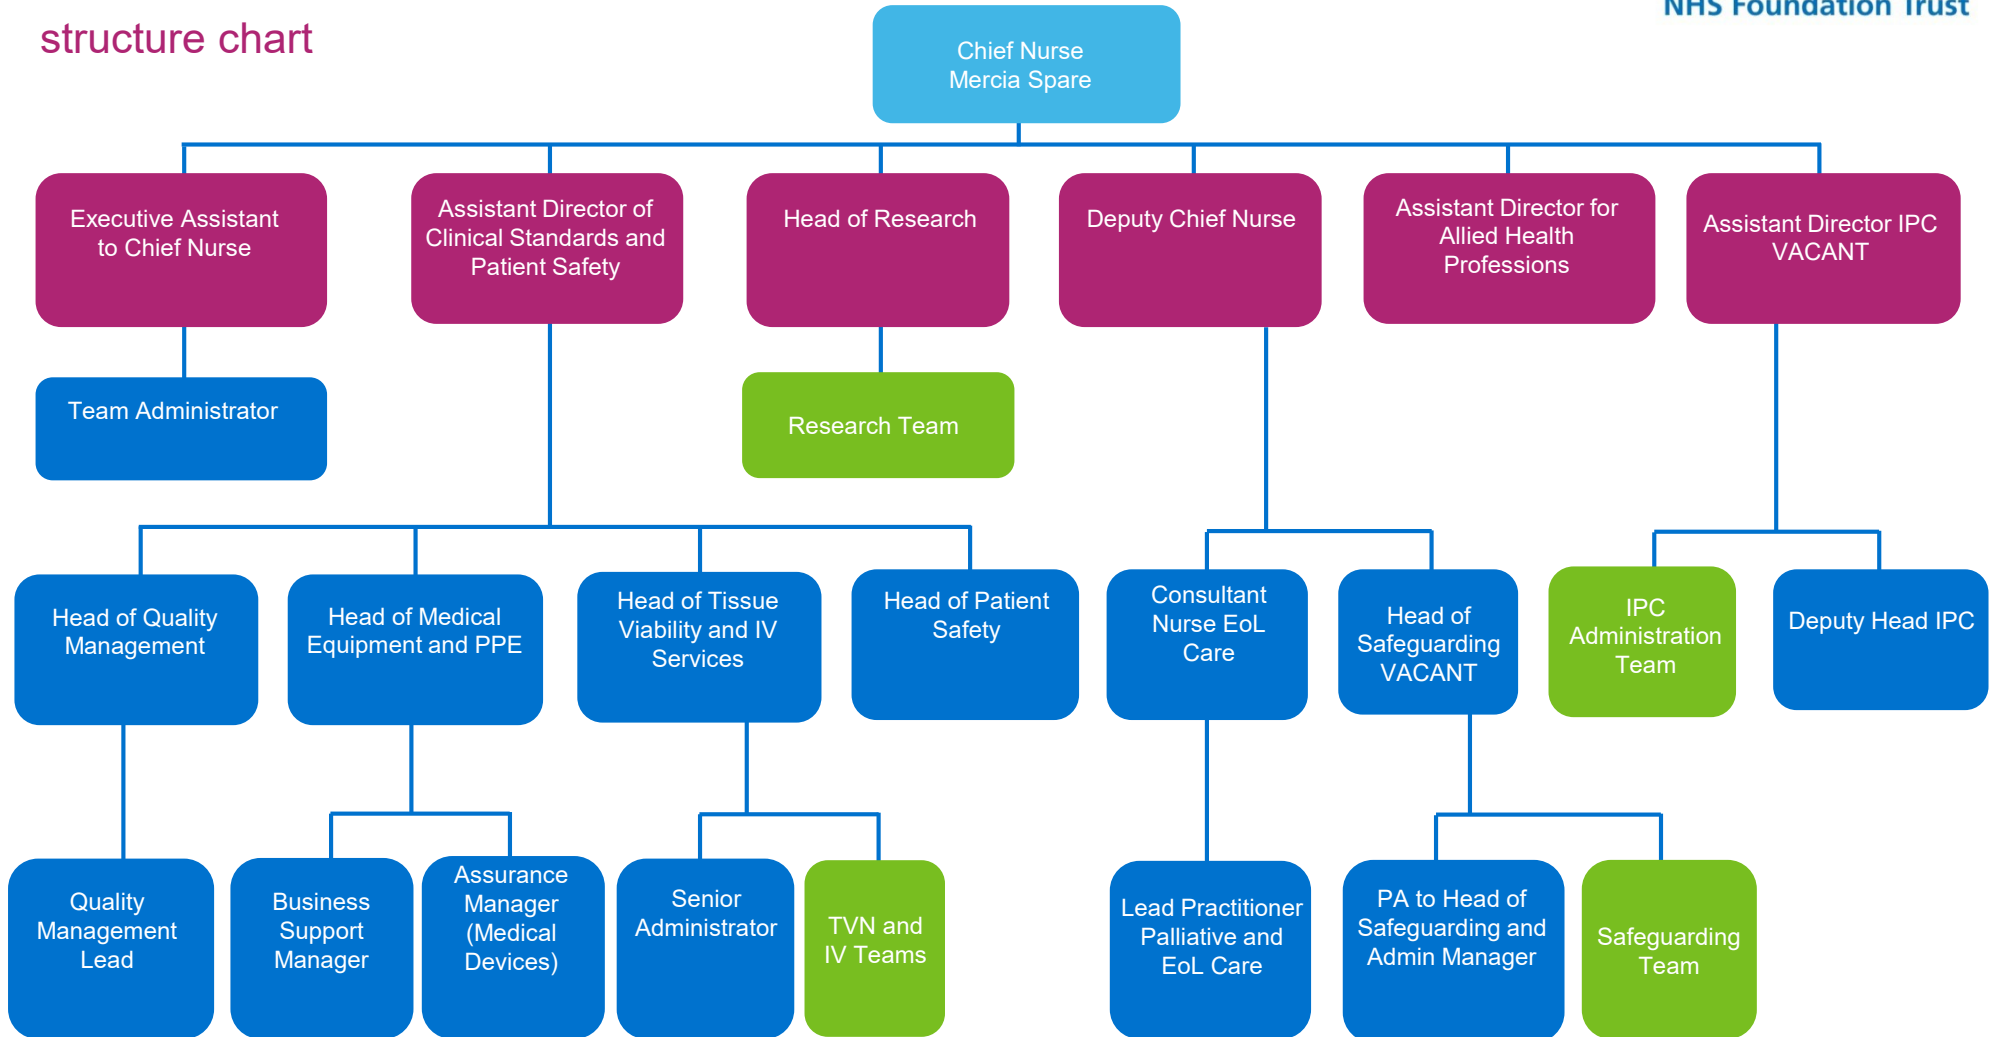 NHS Foundation Trust
structure chart
Chief Nurse
Mercia Spare
Executive Assistant
to Chief Nurse
Assistant Director of
Clinical Standards and
Patient Safety
Head of Research
Deputy Chief Nurse
Assistant Director for
Allied Health
Professions
Assistant Director IPC
VACANT
Team Administrator
Research Team
Head of Quality
Management
Head of Medical
Equipment and PPE
Head of Tissue
Viability and IV
Services
Head of Patient
Safety
Consultant
Nurse EoL
Care
Head of
Safeguarding
VACANT
IPC
Administration
Team
Deputy Head IPC
Quality
Management
Lead
Business
Support
Manager
Assurance
Manager
(Medical
Devices)
Senior
Administrator
TVN and
IV Teams
Lead Practitioner
Palliative and
EoL Care
PA to Head of
Safeguarding and
Admin Manager
Safeguarding
Team